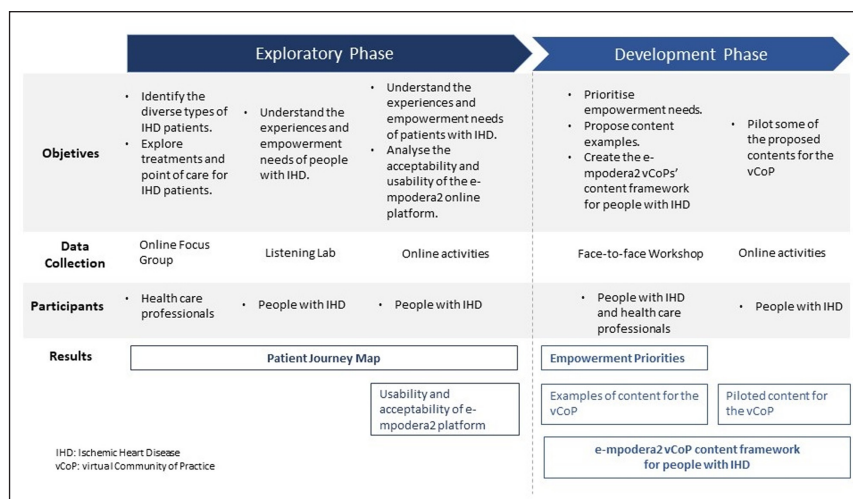 Exploratory Phase
Development Phase
Objetives
• Identify the
diverse types of
IHD patients.
• Explore
treatments and
point of care for
IHD patients.
• Understand the
experiences and
empowerment
needs of people
with IHD.
• Understand the
experiences and
empowerment needs
of patients with IHD.
• Analyse the
acceptability and
usability of the e-
mpodera2 online
platform.
• Prioritise
empowerment needs.
• Propose content
examples.
• Create the e-
mpodera2 vCoPs’
content framework
for people with IHD
• Pilot some of
the proposed
contents for the
vCoP
Data
Collection
Online Focus
Group
Listening Lab
Online activities
Face-to-face Workshop
Online activities
Participants
• Health care
professionals
• People with IHD
• People with IHD
• People with IHD
and health care
professionals
• People with IHD
Results
Patient Journey Map
Empowerment Priorities
Usability and
acceptability of e-
mpodera2 platform
Examples of content for the
vCoP
Piloted content for
the vCoP
e-mpodera2 vCoP content framework
for people with IHD
IHD: Ischemic Heart Disease
vCoP: virtual Community of Practice